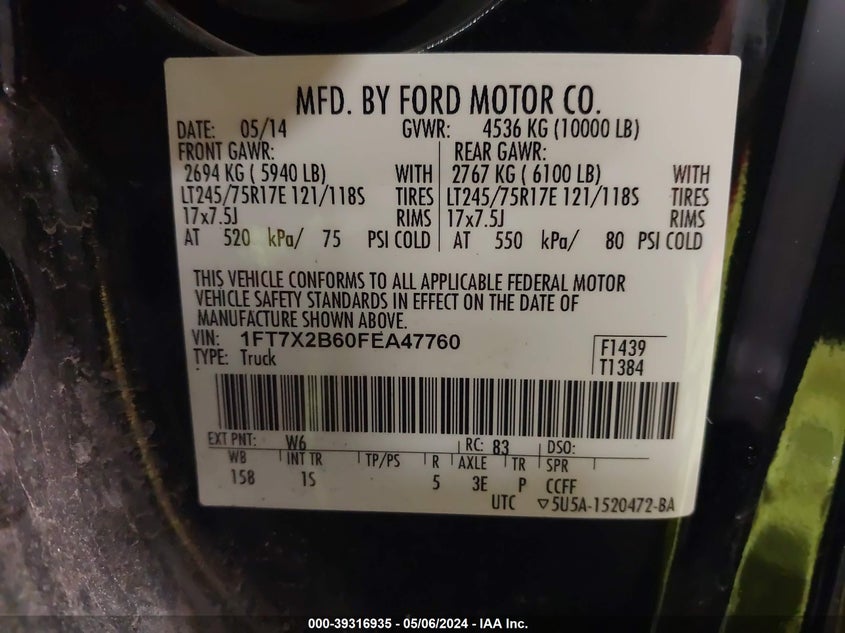 MFD. BY FORD MOTOR CO.
DATE: 05/14 GVWR: 4536 KG (10000 LB)
FRONT GAWR: REAR GAWR:
2694 KG ( 5940 LB) WITH 2767 KG ( 6100 LB) WITH
LT245/75R17E 121/118S TIRES LT245/75R17E 121/118S TIRES
17x7.5J RIMS 17x7.5J RIMS
AT 520 kPa/ 75 PSI COLD AT 550 kPa/ 80 PSI COLD
THIS VEHICLE CONFORMS TO ALL APPLICABLE FEDERAL MOTOR
VEHICLE SAFETY STANDARDS IN EFFECT ON THE DATE OF
MANUFACTURE SHOWN ABOVE.
VIN: 1FT7X2B60FEA47760 F1439
TYPE: Truck T1384
EXT PNT: W6 RC: 83 DSO:
WB INT TR TP/PS R AXLE TR SPR
158 1S 5 3E P CCFF
UTC ▽5U5A-1520472-BA
000-39316935 - 05/06/2024 - IAA Inc.